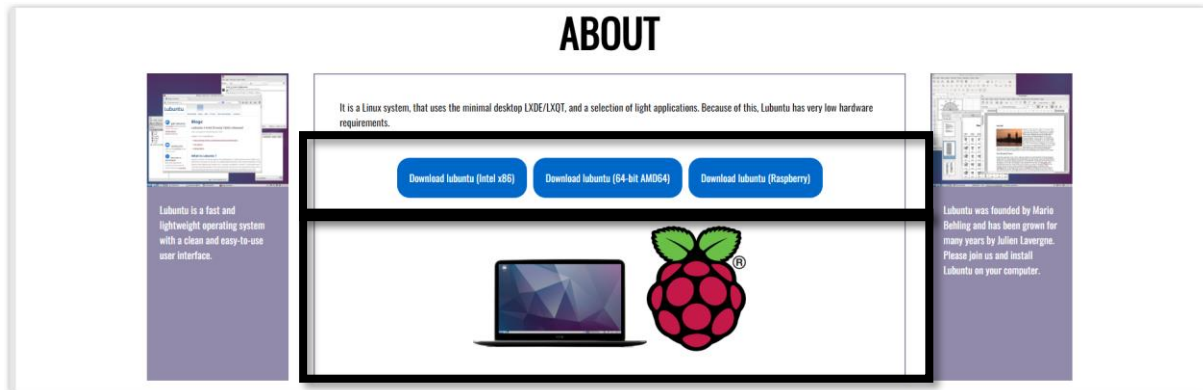 ABOUT
lubuntu
Blogs
Lubuntu is a fast and
lightweight operating system
with a clean and easy-to-use
user interface.
It is a Linux system, that uses the minimal desktop LXDE/LXQT, and a selection of light applications. Because of this, Lubuntu has very low hardware
requirements.
Download lubuntu (Intel x86)
Download lubuntu (64-bit AMD64)
Download lubuntu (Raspberry)
®
Lubuntu was founded by Mario
Behling and has been grown for
many years by Julien Lavergne.
Please join us and install
Lubuntu on your computer.